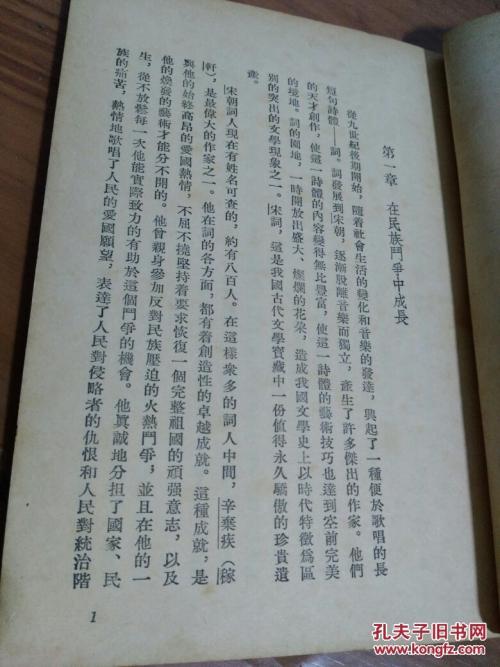 第一章　在民族鬥爭中成長
從九世紀後期開始，隨着社會生活的變化和音樂的發達，興起了一種便於歌唱的長
短句詩體——詞。詞發展到宋朝，逐漸脫離音樂而獨立，產生了許多傑出的作家。他們
的天才創作，使這一詩體的內容變得無比豐富，使這一詩體的藝術技巧也達到空前完美
的境地。詞的園地，一時開放出盛大、燦爛的花朵，造成我國文學史上以時代特徵爲區
別的突出的文學現象之一。宋詞，這是我國古代文學寶藏中一份值得永久驕傲的珍貴遺
產。
宋朝詞人現在有姓名可查的，約有八百人。在這樣衆多的詞人中間，辛棄疾（稼
軒），是最偉大的作家之一。他在詞的各方面，都有着創造性的卓越成就。這種成就，是
與他的始終高昂的愛國熱情，不屈不撓堅持着要求恢復一個完整祖國的頑强意志，以及
他的煥發的藝術才能分不開的。他曾親身參加反對民族壓迫的火熱鬥爭；並且在他的一
生，從不放鬆每一次他能實際致力的有助於這個鬥爭的機會。他眞誠地分担了國家、民
族的痛苦，熱情地歌唱了人民的愛國願望，表達了人民對侵略者的仇恨和人民對統治階
1
孔夫子旧书网
www.kongfz.com